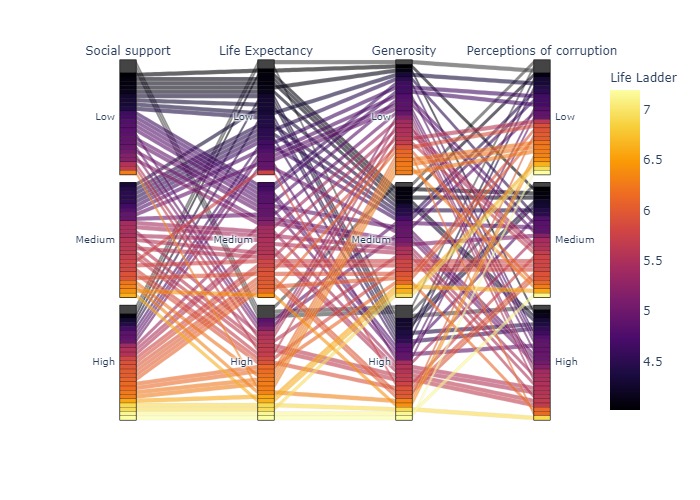 Social support Life Expectancy Generosity Perceptions of corruption
Life Ladder
7
Low Low Low Low
6.5
6
Medium Medium Medium Medium
5.5
5
High High High High
4.5